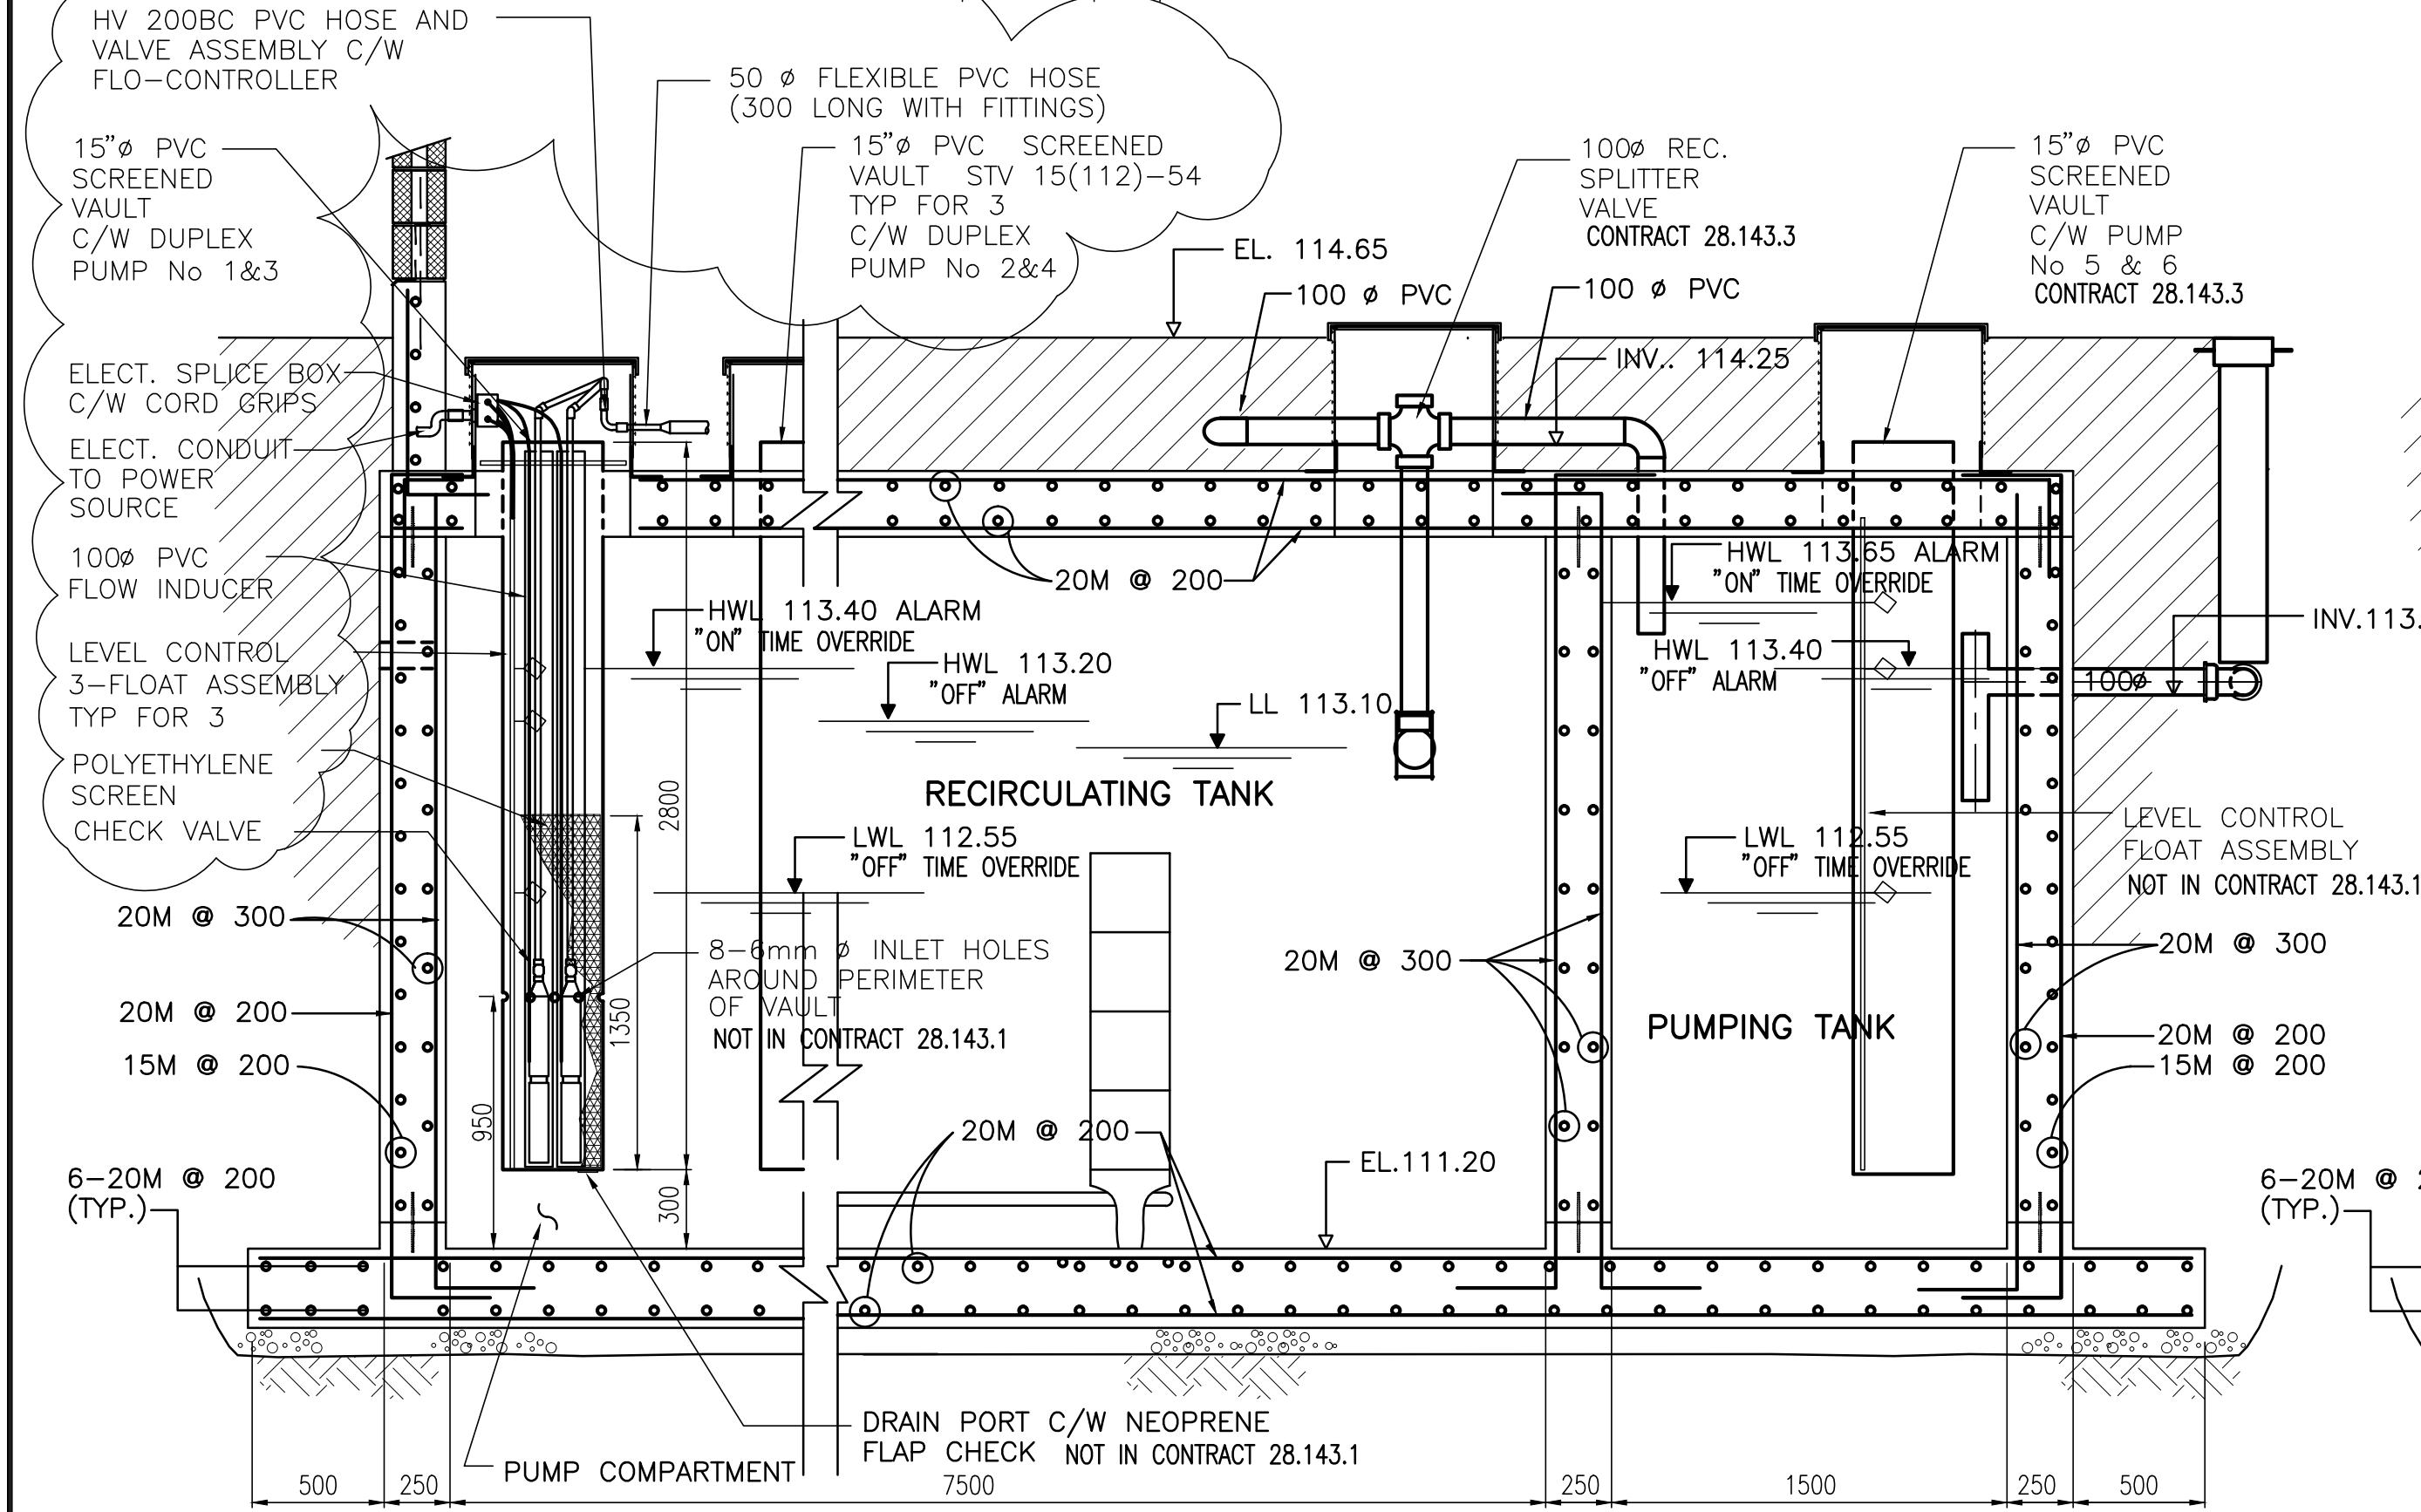 HV 200BC PVC HOSE AND
VALVE ASSEMBLY C/W
FLO-CONTROLLER
50 ø FLEXIBLE PVC HOSE
(300 LONG WITH FITTINGS)
15"ø PVC
SCREENED
VAULT
C/W DUPLEX
PUMP No 1&3
15"ø PVC SCREENED
VAULT STV 15(112)-54
TYP FOR 3
C/W DUPLEX
PUMP No 2&4
100ø REC.
SPLITTER
VALVE
CONTRACT 28.143.3
15"ø PVC
SCREENED
VAULT
C/W PUMP
No 5 & 6
CONTRACT 28.143.3
EL. 114.65
100 ø PVC
100 ø PVC
INV.. 114.25
ELECT. SPLICE BOX
C/W CORD GRIPS
ELECT. CONDUIT
TO POWER
SOURCE
100ø PVC
FLOW INDUCER
LEVEL CONTROL
3-FLOAT ASSEMBLY
TYP FOR 3
POLYETHYLENE
SCREEN
CHECK VALVE
20M @ 200
HWL 113.40 ALARM
"ON" TIME OVERRIDE
HWL 113.20
"OFF" ALARM
LL 113.10
HWL 113.65 ALARM
"ON" TIME OVERRIDE
HWL 113.40
"OFF" ALARM
INV.113.
100ø
RECIRCULATING TANK
2800
LWL 112.55
"OFF" TIME OVERRIDE
LWL 112.55
"OFF" TIME OVERRIDE
LEVEL CONTROL
FLOAT ASSEMBLY
NOT IN CONTRACT 28.143.1
20M @ 300
20M @ 200
15M @ 200
6-20M @ 200
(TYP.)
8-6mm ø INLET HOLES
AROUND PERIMETER
OF VAULT
NOT IN CONTRACT 28.143.1
1350
950
300
20M @ 300
PUMPING TANK
20M @ 300
20M @ 200
15M @ 200
20M @ 200
EL.111.20
6-20M @ 2
(TYP.)
DRAIN PORT C/W NEOPRENE
FLAP CHECK NOT IN CONTRACT 28.143.1
PUMP COMPARTMENT
500
250
7500
250
1500
250
500